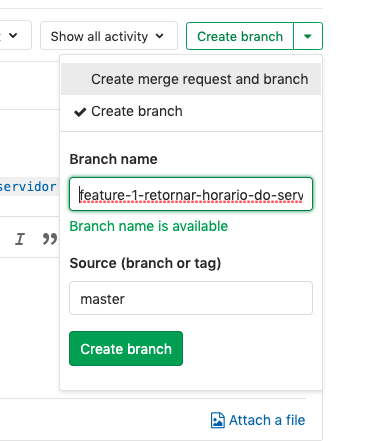 Show all activity
Create branch
Create merge request and branch
Create branch
servidor
Branch name
feature-1-retornar-horario-do-serv
Branch name is available
Source (branch or tag)
master
Create branch
Attach a file